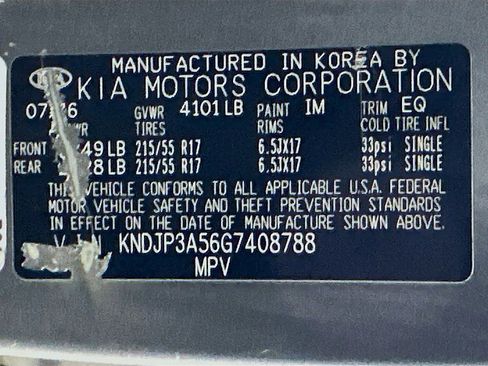 MANUFACTURED IN KOREA BY
KIA MOTORS CORPORATION
GVWR 4101LB PAINT IM TRIM EQ
TIRES RIMS COLD TIRE INFL
FRONT LB 215/55 R17 6.5JX17 33psi SINGLE
REAR LB 215/55 R17 6.5JX17 33psi SINGLE
THIS VEHICLE CONFORMS TO ALL APPLICABLE U.S.A. FEDERAL
MOTOR VEHICLE SAFETY AND THEFT PREVENTION STANDARDS
IN EFFECT ON THE DATE OF MANUFACTURE SHOWN ABOVE.
V I N KNDJP3A56G7408788
MPV